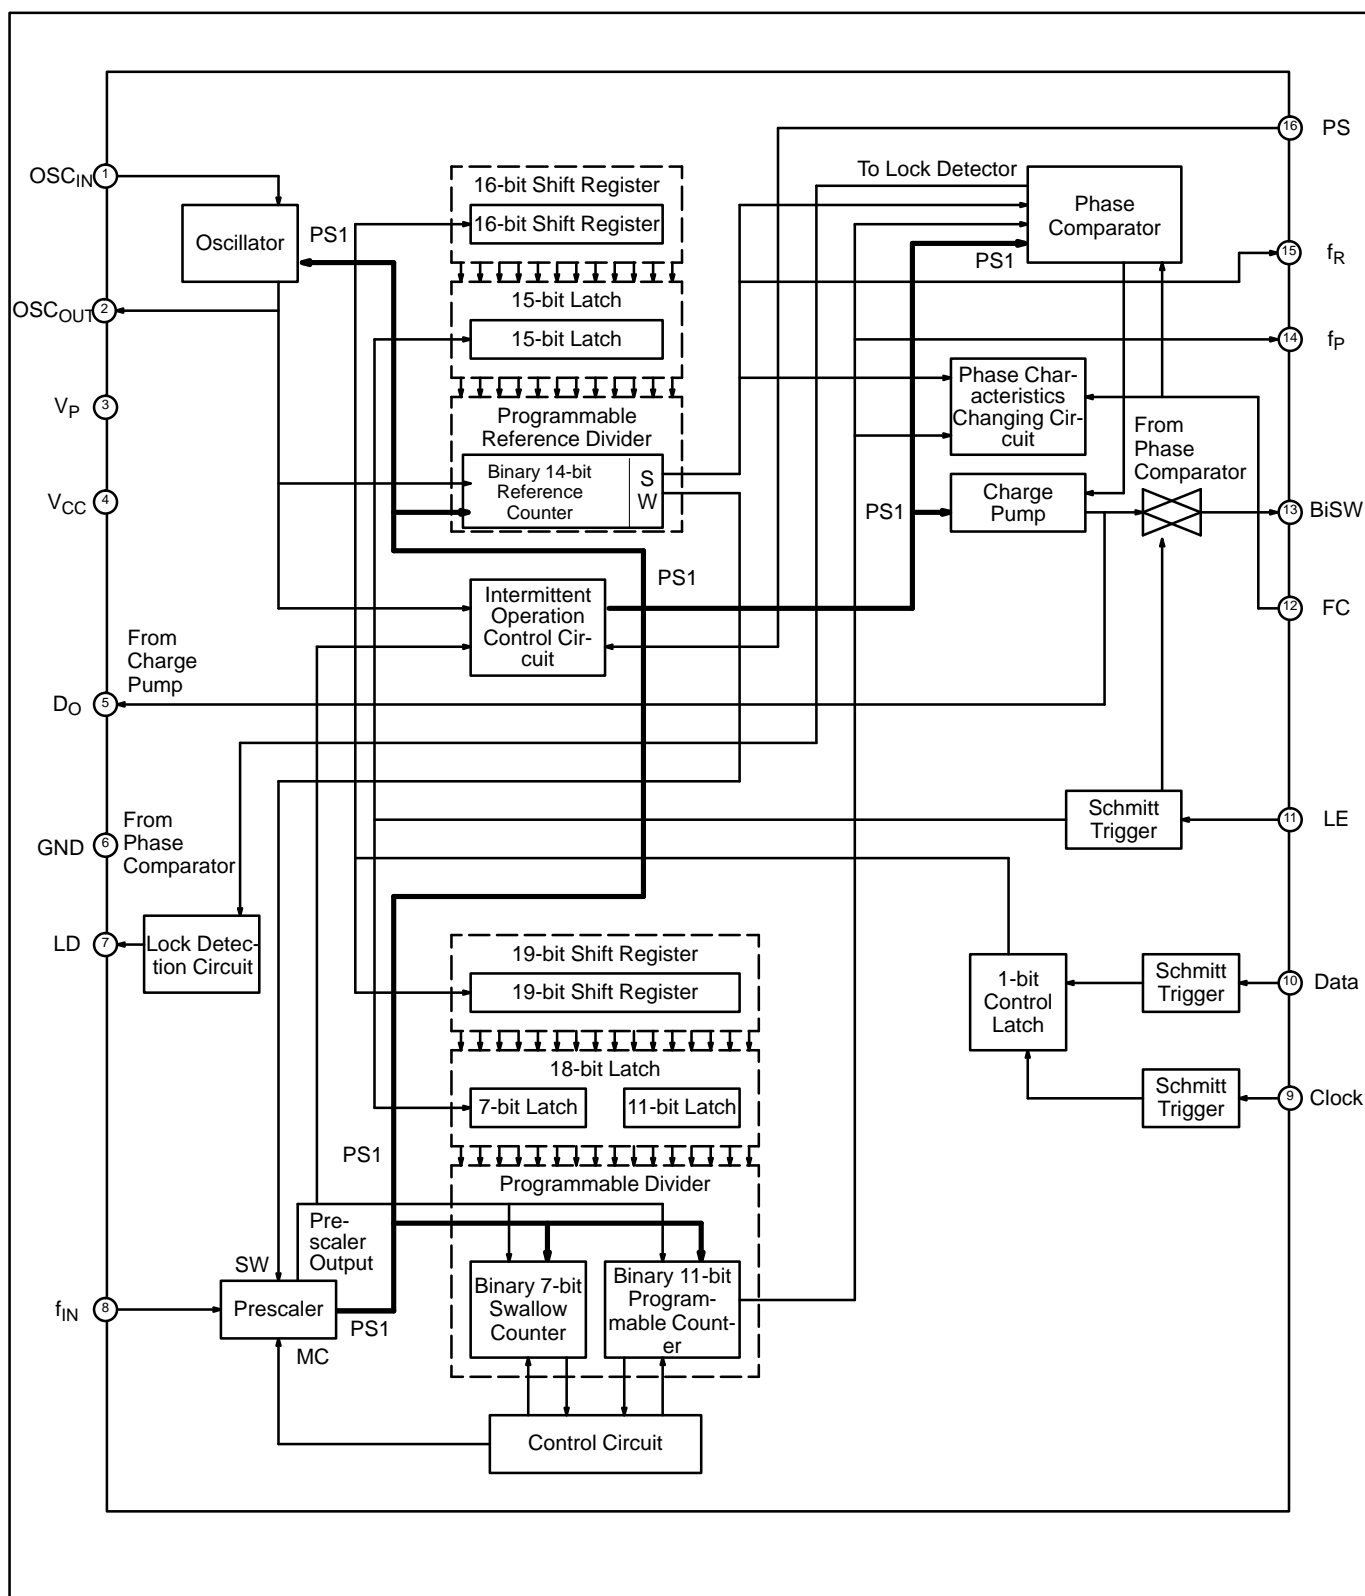 16 PS
1 OSCIN
To Lock Detector
16-bit Shift Register
16-bit Shift Register
Phase
Comparator
Oscillator
PS1
PS1
15 fR
2 OSCOUT
15-bit Latch
15-bit Latch
14 fP
3 VP
Phase Char-
acteristics
Changing Cir-
cuit
From
Phase
Comparator
Programmable
Reference Divider
Binary 14-bit
Reference
Counter
S
W
4 VCC
Charge
Pump
PS1
13 BiSW
PS1
Intermittent
Operation
Control Cir-
cuit
12 FC
From
Charge
Pump
5 DO
Schmitt
Trigger
11 LE
6 GND
From
Phase
Comparator
7 LD
Lock Detec-
tion Circuit
19-bit Shift Register
19-bit Shift Register
1-bit
Control
Latch
Schmitt
Trigger
10 Data
18-bit Latch
7-bit Latch
11-bit Latch
Schmitt
Trigger
9 Clock
PS1
Programmable Divider
Pre-
scaler
Output
SW
Binary 7-bit
Swallow
Counter
Binary 11-bit
Program-
mable Count-
er
8 fIN
Prescaler
PS1
MC
Control Circuit